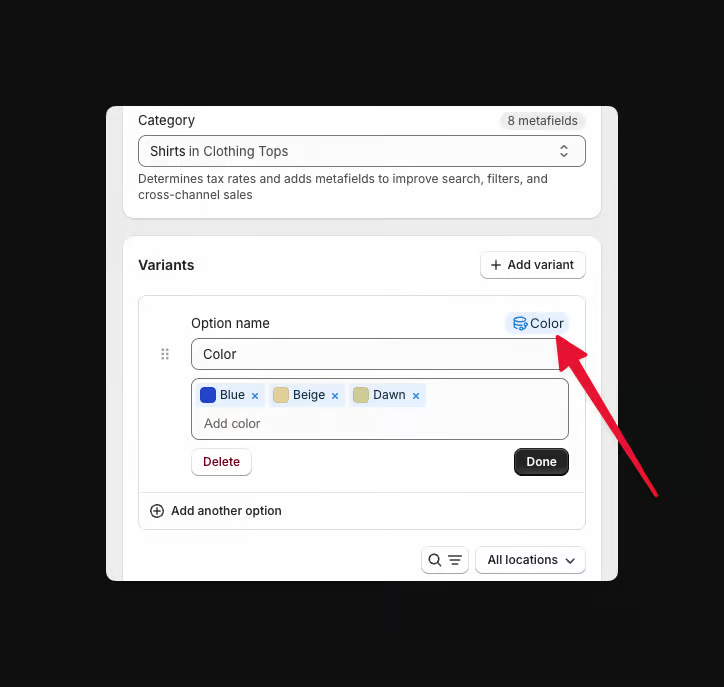 Category
8 metafields
Shirts in Clothing Tops
Determines tax rates and adds metafields to improve search, filters, and
cross-channel sales
Variants
+ Add variant
Option name
Color
Color
Blue × Beige × Dawn ×
Add color
Delete
Done
Add another option
All locations